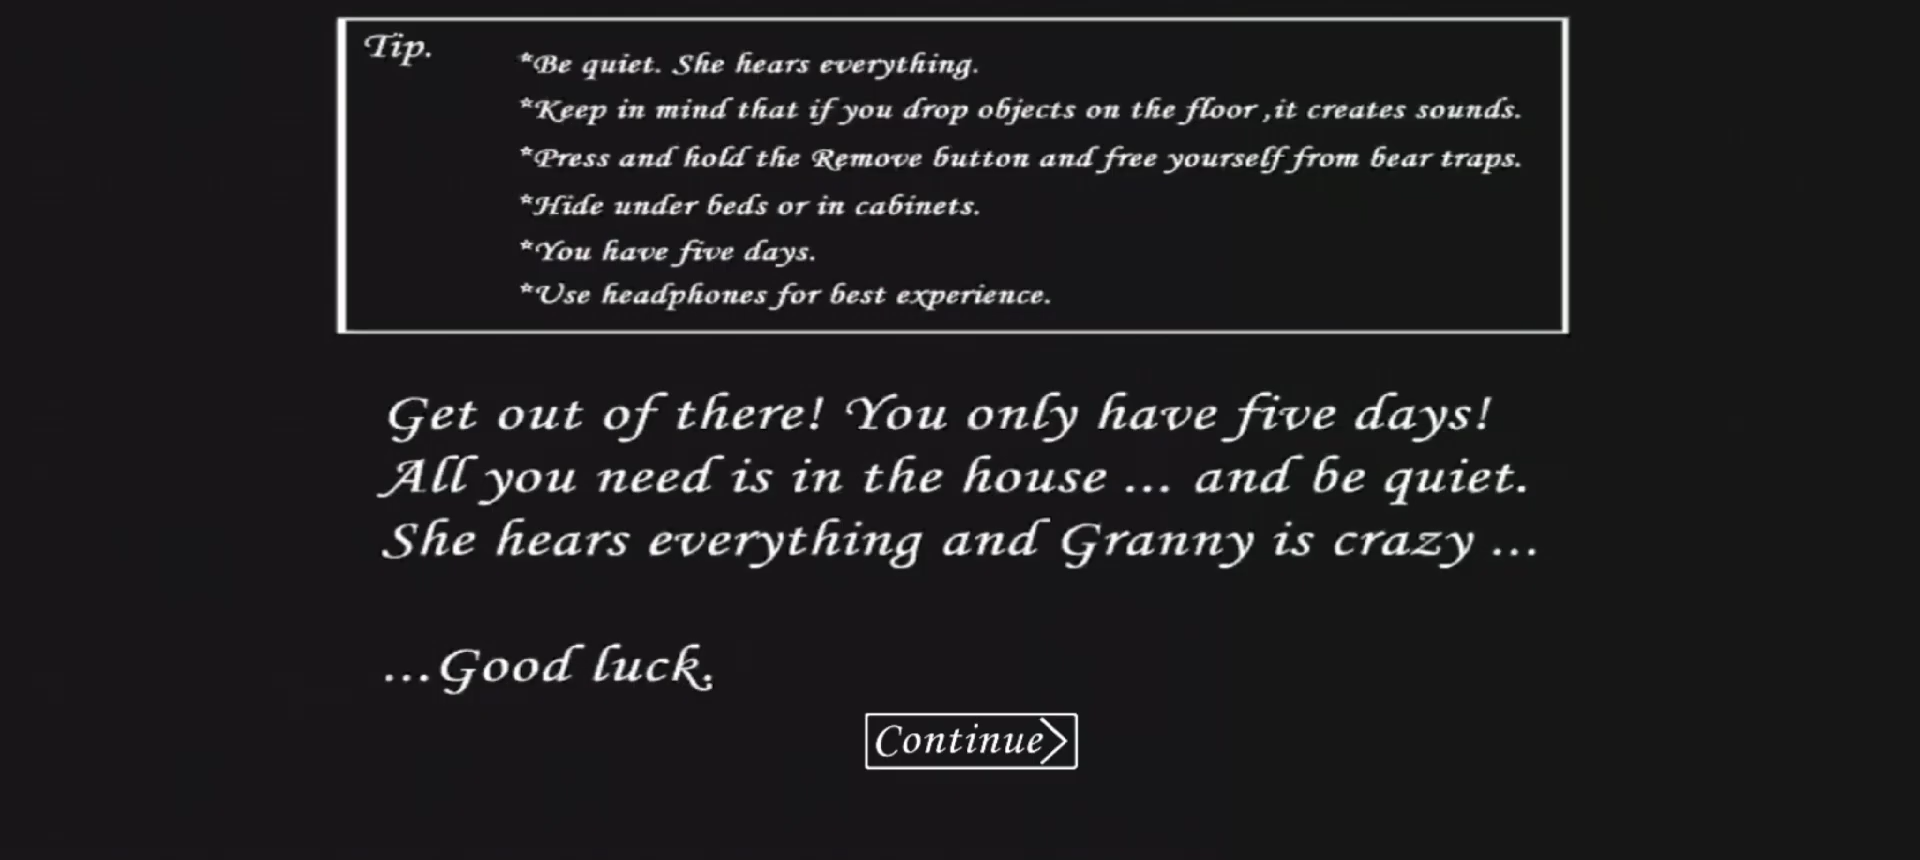 Tip.
*Be quiet. She hears everything.
*Keep in mind that if you drop objects on the floor ,it creates sounds.
*Press and hold the Remove button and free yourself from bear traps.
*Hide under beds or in cabinets.
*You have five days.
*Use headphones for best experience.
Get out of there! You only have five days!
All you need is in the house ... and be quiet.
She hears everything and Granny is crazy ...
...Good luck.
Continue>